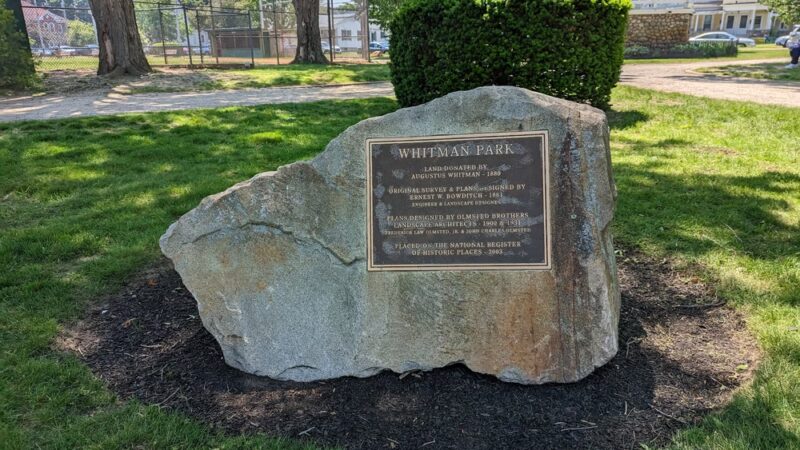 WHITMAN PARK
LAND DONATED BY
AUGUSTUS WHITMAN - 1880
ORIGINAL SURVEY & PLANS DESIGNED BY
ERNEST W. BOWDITCH - 1881
ENGINEER & LANDSCAPE DESIGNER
PLANS DESIGNED BY OLMSTED BROTHERS
LANDSCAPE ARCHITECTS - 1900 & 1931
FREDERICK LAW OLMSTED, JR. & JOHN CHARLES OLMSTED
PLACED ON THE NATIONAL REGISTER
OF HISTORIC PLACES - 2003